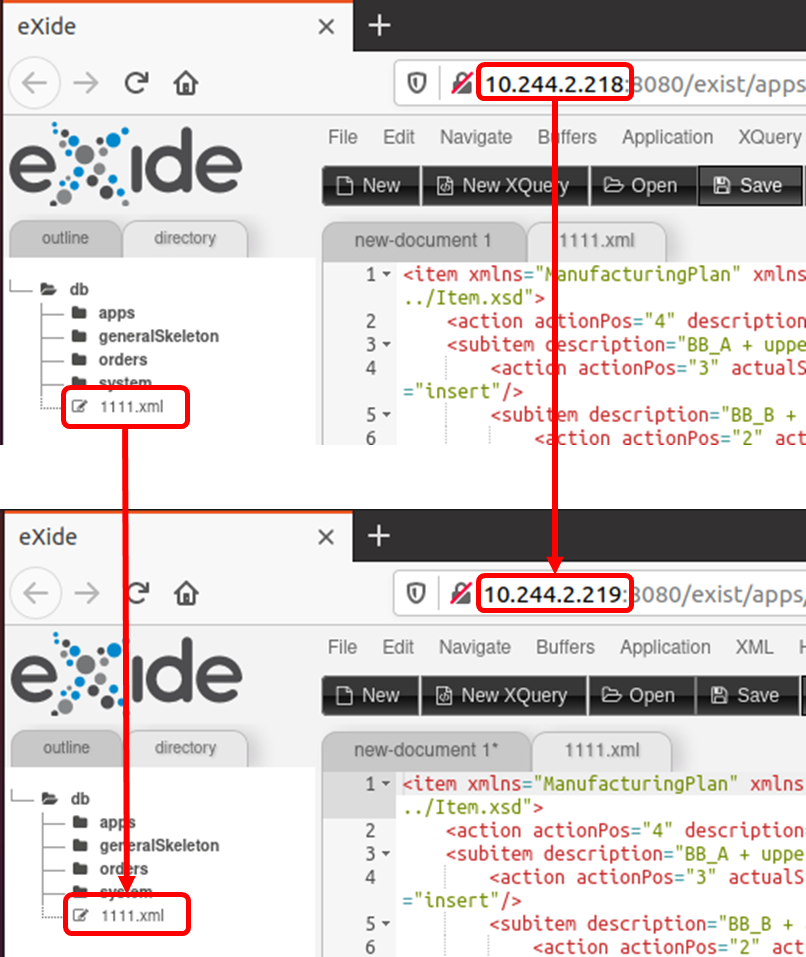 eXide
10.244.2.218:8080/exist/apps
eXide
File Edit Navigate Buffers Application XQuery
New New XQuery Open Save
outline directory
new-document 1 1111.xml
db
apps
generalSkeleton
orders
system
1111.xml
1 <item xmlns="ManufacturingPlan" xmlns
../Item.xsd">
2 <action actionPos="4" description
3 <subitem description="BB_A + uppe
4 <action actionPos="3" actualS
="insert"/>
5 <subitem description="BB_B +
6 <action actionPos="2" act
eXide
10.244.2.219:8080/exist/apps/
eXide
File Edit Navigate Buffers Application XML H
New New XQuery Open Save
outline directory
new-document 1* 1111.xml
db
apps
generalSkeleton
orders
system
1111.xml
1 <item xmlns="ManufacturingPlan" xmlns
../Item.xsd">
2 <action actionPos="4" description
3 <subitem description="BB_A + uppe
4 <action actionPos="3" actualS
="insert"/>
5 <subitem description="BB_B +
6 <action actionPos="2" act